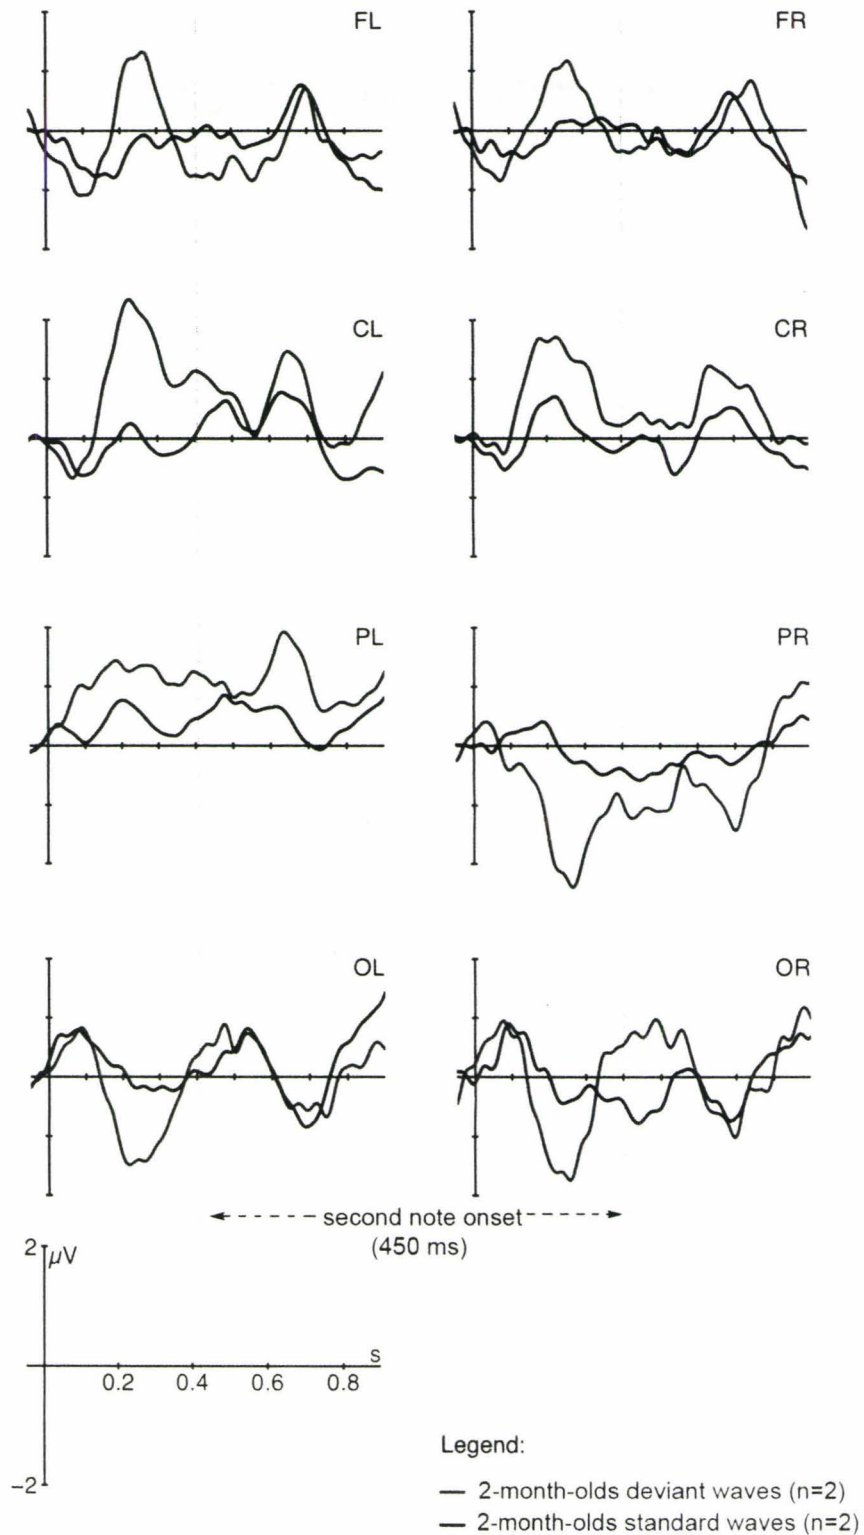 FL
FR
CL
CR
PL
PR
OL
OR
second note onset
(450 ms)
2
μV
s
0.2 0.4 0.6 0.8
−2
Legend:
2-month-olds deviant waves (n=2)
2-month-olds standard waves (n=2)